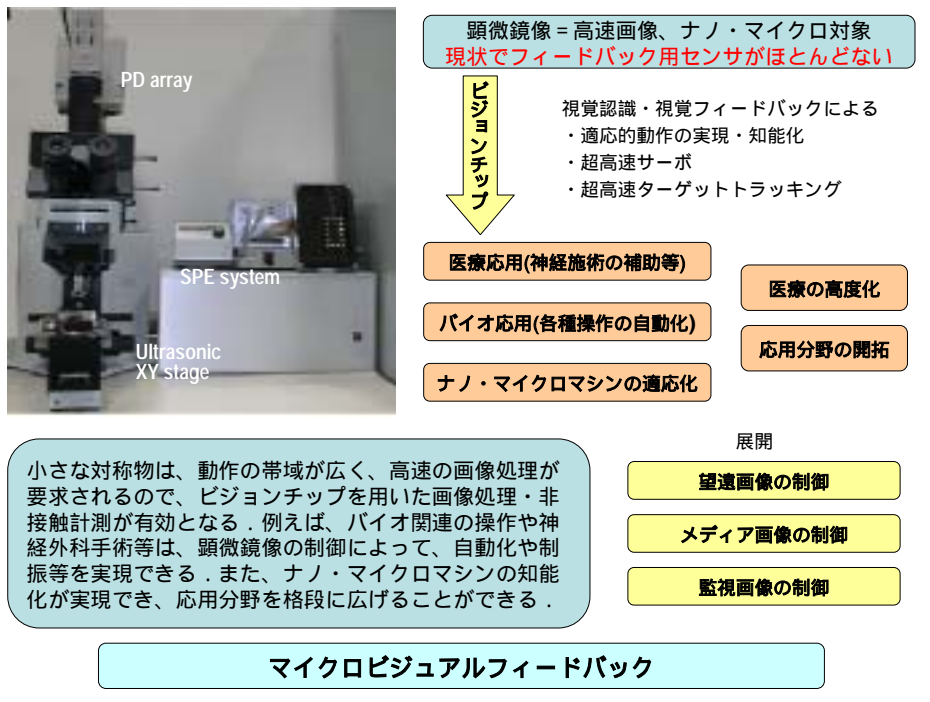 顕微鏡像＝高速画像、ナノ・マイクロ対象
現状でフィードバック用センサがほとんどない
PD array
SPE system
Ultrasonic
XY stage
ビジョンチップ
視覚認識・視覚フィードバックによる
・適応的動作の実現・知能化
・超高速サーボ
・超高速ターゲットトラッキング
医療応用(神経施術の補助等)
バイオ応用(各種操作の自動化)
ナノ・マイクロマシンの適応化
医療の高度化
応用分野の開拓
小さな対称物は、動作の帯域が広く、高速の画像処理が
要求されるので、ビジョンチップを用いた画像処理・非
接触計測が有効となる．例えば、バイオ関連の操作や神
経外科手術等は、顕微鏡像の制御によって、自動化や制
振等を実現できる．また、ナノ・マイクロマシンの知能
化が実現でき、応用分野を格段に広げることができる．
展開
望遠画像の制御
メディア画像の制御
監視画像の制御
マイクロビジュアルフィードバック